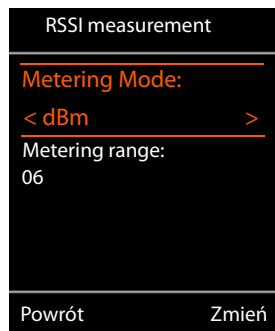 RSSI measurement
Metering Mode:
< dBm >
Metering range:
06
Powrót Zmień